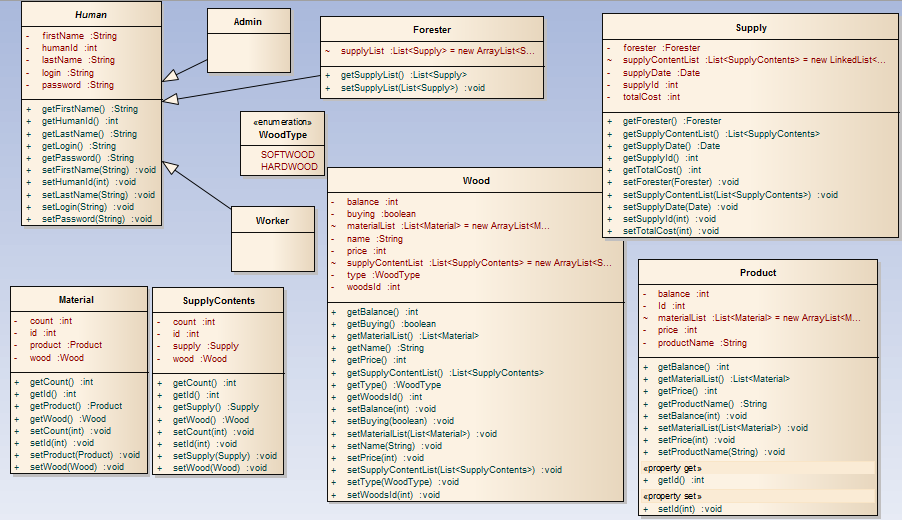 Human
- firstName :String
- humanId :int
- lastName :String
- login :String
- password :String
+ getFirstName() :String
+ getHumanId() :int
+ getLastName() :String
+ getLogin() :String
+ getPassword() :String
+ setFirstName(String) :void
+ setHumanId(int) :void
+ setLastName(String) :void
+ setLogin(String) :void
+ setPassword(String) :void
Admin
Forester
~ supplyList :List<Supply> = new ArrayList<S...
+ getSupplyList() :List<Supply>
+ setSupplyList(List<Supply>) :void
Supply
- forester :Forester
~ supplyContentList :List<SupplyContents> = new LinkedList<...
- supplyDate :Date
- supplyId :int
- totalCost :int
+ getForester() :Forester
+ getSupplyContentList() :List<SupplyContents>
+ getSupplyDate() :Date
+ getSupplyId() :int
+ getTotalCost() :int
+ setForester(Forester) :void
+ setSupplyContentList(List<SupplyContents>) :void
+ setSupplyDate(Date) :void
+ setSupplyId(int) :void
+ setTotalCost(int) :void
«enumeration»
WoodType
SOFTWOOD
HARDWOOD
Worker
Wood
- balance :int
- buying :boolean
~ materialList :List<Material> = new ArrayList<M...
- name :String
- price :int
~ supplyContentList :List<SupplyContents> = new ArrayList<S...
- type :WoodType
- woodsId :int
+ getBalance() :int
+ getBuying() :boolean
+ getMaterialList() :List<Material>
+ getName() :String
+ getPrice() :int
+ getSupplyContentList() :List<SupplyContents>
+ getType() :WoodType
+ getWoodsId() :int
+ setBalance(int) :void
+ setBuying(boolean) :void
+ setMaterialList(List<Material>) :void
+ setName(String) :void
+ setPrice(int) :void
+ setSupplyContentList(List<SupplyContents>) :void
+ setType(WoodType) :void
+ setWoodsId(int) :void
Material
- count :int
- id :int
- product :Product
- wood :Wood
+ getCount() :int
+ getId() :int
+ getProduct() :Product
+ getWood() :Wood
+ setCount(int) :void
+ setId(int) :void
+ setProduct(Product) :void
+ setWood(Wood) :void
SupplyContents
- count :int
- id :int
- supply :Supply
- wood :Wood
+ getCount() :int
+ getId() :int
+ getSupply() :Supply
+ getWood() :Wood
+ setCount(int) :void
+ setId(int) :void
+ setSupply(Supply) :void
+ setWood(Wood) :void
Product
- balance :int
- Id :int
~ materialList :List<Material> = new ArrayList<M...
- price :int
- productName :String
+ getBalance() :int
+ getMaterialList() :List<Material>
+ getPrice() :int
+ getProductName() :String
+ setBalance(int) :void
+ setMaterialList(List<Material>) :void
+ setPrice(int) :void
+ setProductName(String) :void
«property get»
+ getId() :int
«property set»
+ setId(int) :void